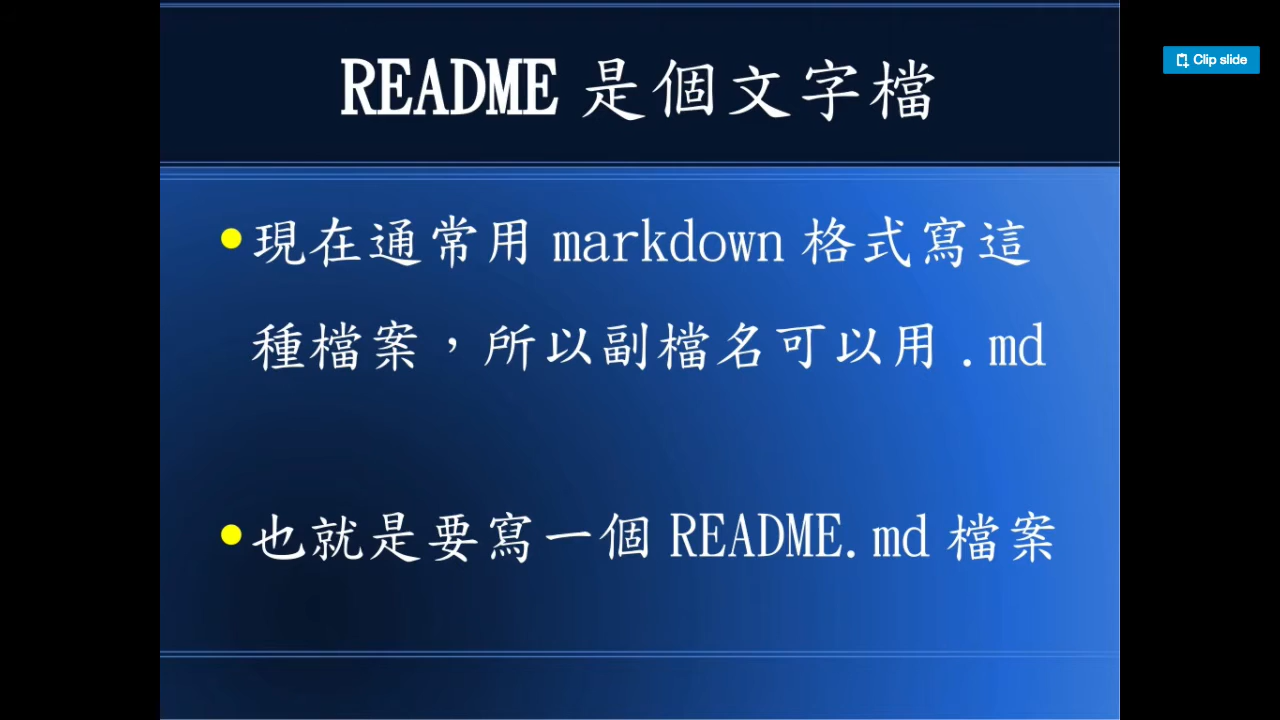 Clip slide
README 是個文字檔
現在通常用 markdown 格式寫這
種檔案，所以副檔名可以用 .md
也就是要寫一個 README.md 檔案